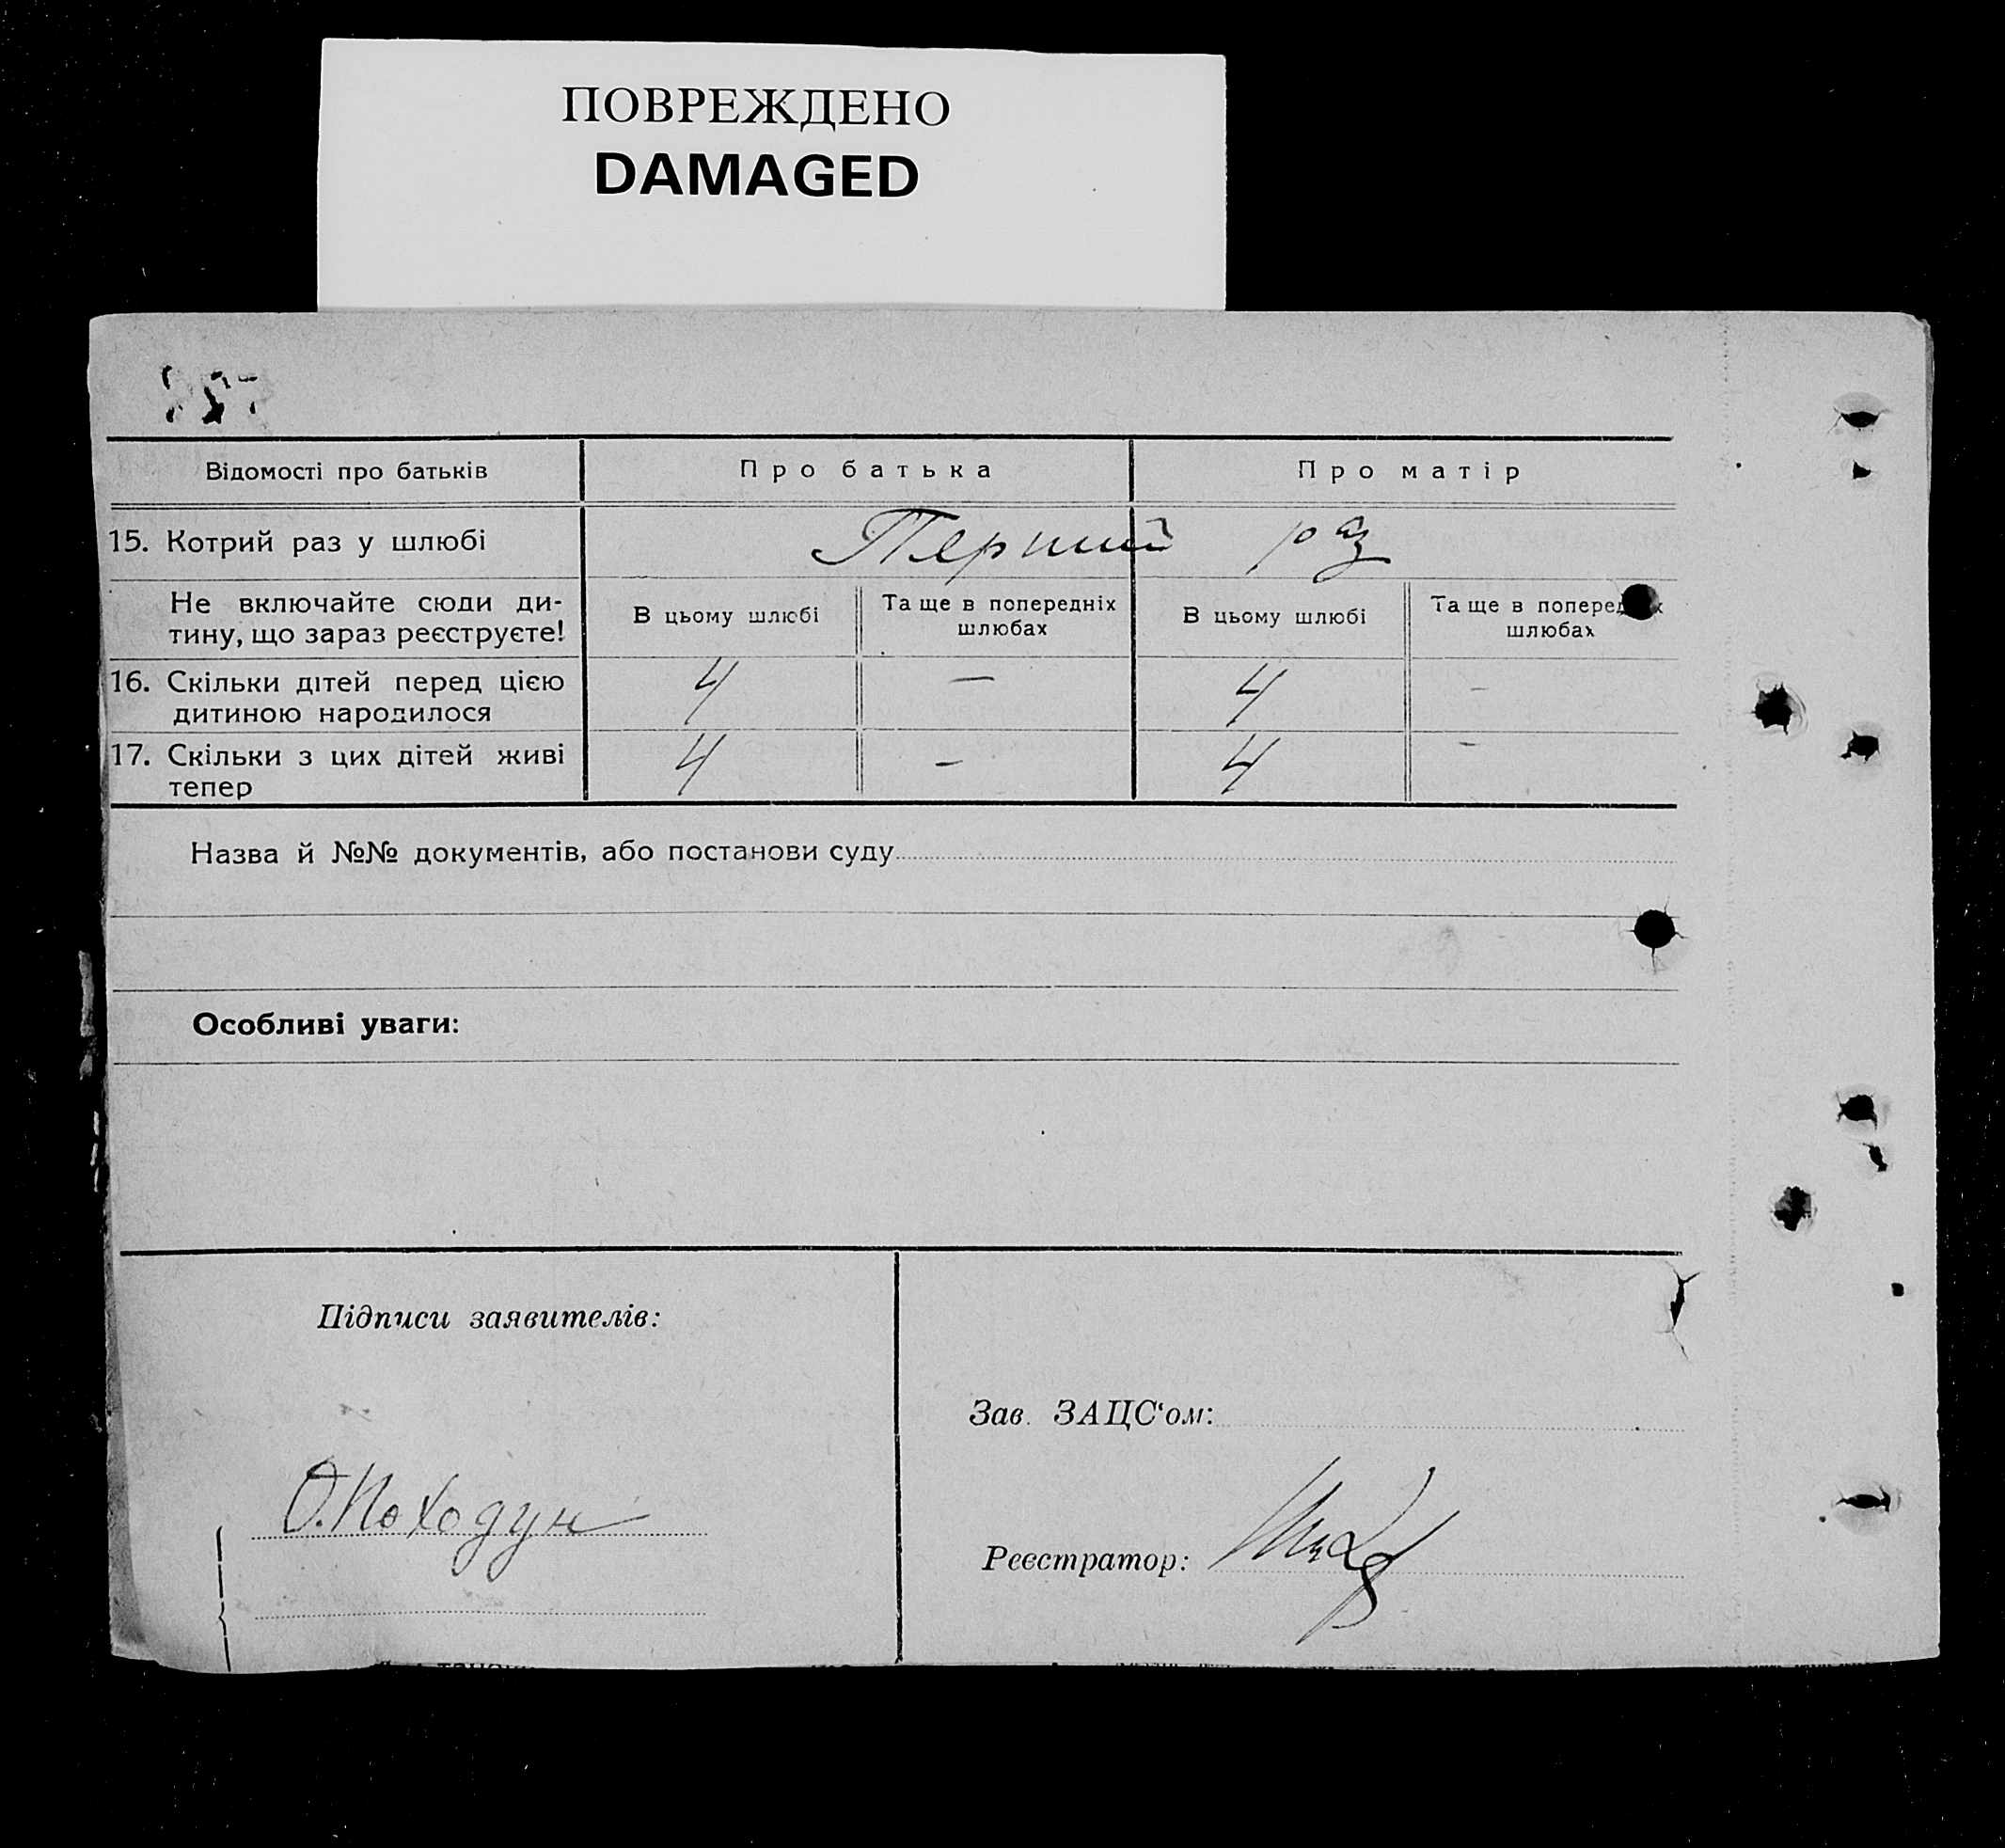 ПОВРЕЖДЕНО
DAMAGED
Відомості про батьків
Про батька
Про матір
15. Котрий раз у шлюбі
Перший раз
Не включайте сюди ди-
тину, що зараз реєструєте!
В цьому шлюбі
Та ще в попередніх
шлюбах
В цьому шлюбі
Та ще в попередніх
шлюбах
16. Скільки дітей перед цією
дитиною народилося
4 — 4 -
17. Скільки з цих дітей живі
тепер
4 - 4 -
Назва й №№ документів, або постанови суду
Особливі уваги:
Підписи заявителів:
О. Походун
Зав. ЗАЦС‘ом:
Реєстратор: